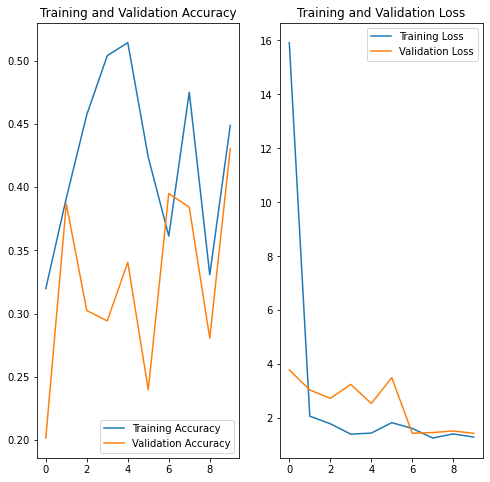 Training and Validation Accuracy
0.50
0.45
0.40
0.35
0.30
0.25
0.20
Training Accuracy
Validation Accuracy
0 2 4 6 8
Training and Validation Loss
Training Loss
Validation Loss
16
14
12
10
8
6
4
2
0 2 4 6 8